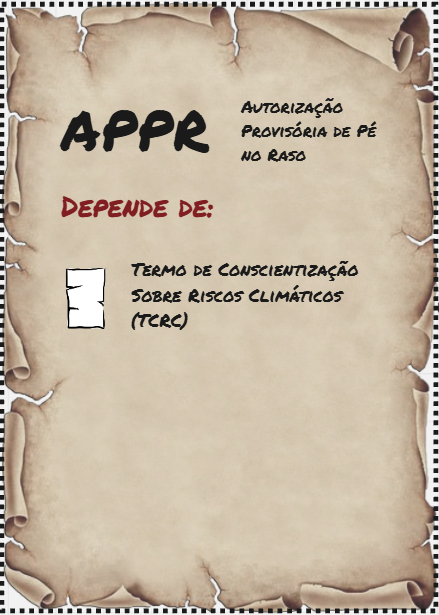 APPR
Autorização
Provisória de Pé
no Raso
Depende de:
Termo de Conscientização
Sobre Riscos Climáticos
(TCRC)